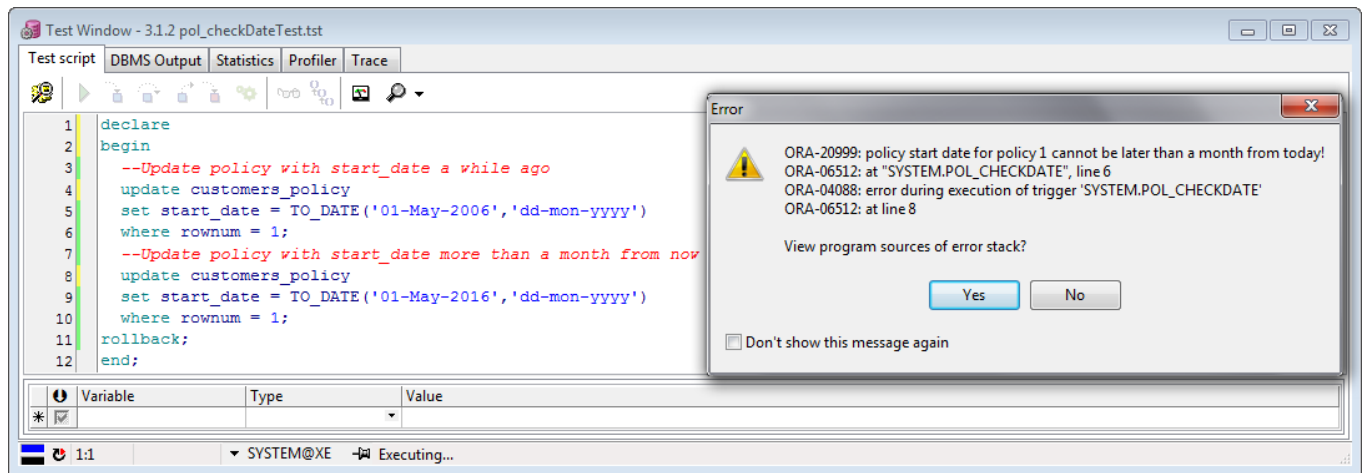 Test Window - 3.1.2 pol_checkDateTest.tst
Test script DBMS Output Statistics Profiler Trace
1 declare
2 begin
3 --Update policy with start_date a while ago
4 update customers_policy
5 set start_date = TO_DATE('01-May-2006','dd-mon-yyyy')
6 where rownum = 1;
7 --Update policy with start_date more than a month from now
8 update customers_policy
9 set start_date = TO_DATE('01-May-2016','dd-mon-yyyy')
10 where rownum = 1;
11 rollback;
12 end;
Error
ORA-20999: policy start date for policy 1 cannot be later than a month from today!
ORA-06512: at "SYSTEM.POL_CHECKDATE", line 6
ORA-04088: error during execution of trigger 'SYSTEM.POL_CHECKDATE'
ORA-06512: at line 8
View program sources of error stack?
Yes No
Don't show this message again
Variable Type Value
1:1 SYSTEM@XE Executing...